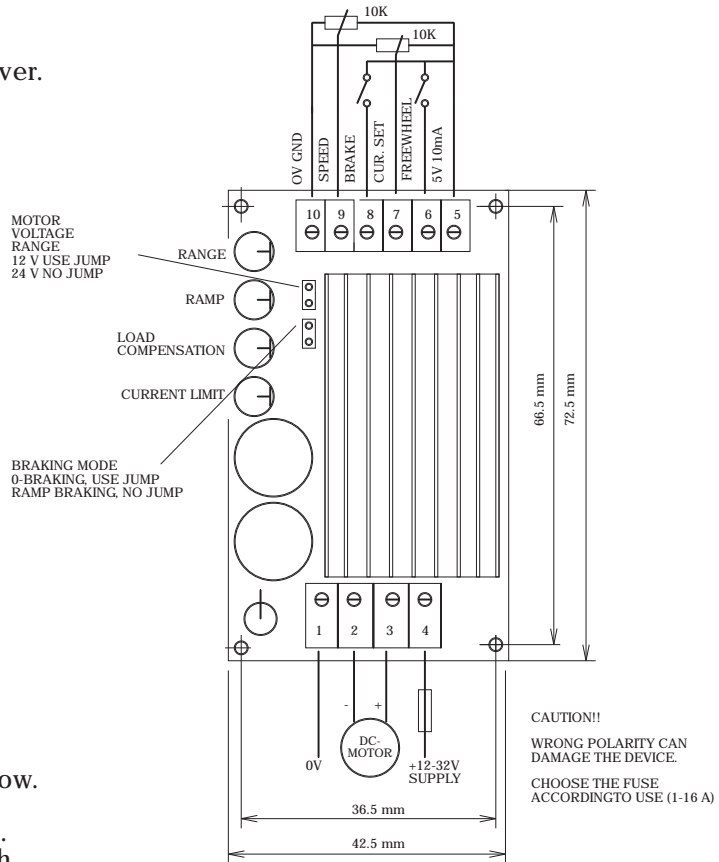 10K
10K
ver.
OV GND
SPEED
BRAKE
CUR. SET
FREEWHEEL
5V 10mA
10 9 8 7 6 5
MOTOR
VOLTAGE
RANGE
12 V USE JUMP
24 V NO JUMP
RANGE
RAMP
LOAD
COMPENSATION
CURRENT LIMIT
66.5 mm
72.5 mm
BRAKING MODE
0-BRAKING, USE JUMP
RAMP BRAKING, NO JUMP
1 2 3 4
- +
DC-
MOTOR
0V
+12-32V
SUPPLY
CAUTION!!
WRONG POLARITY CAN
DAMAGE THE DEVICE.
CHOOSE THE FUSE
ACCORDINGTO USE (1-16 A)
ow.
36.5 mm
.
h
42.5 mm